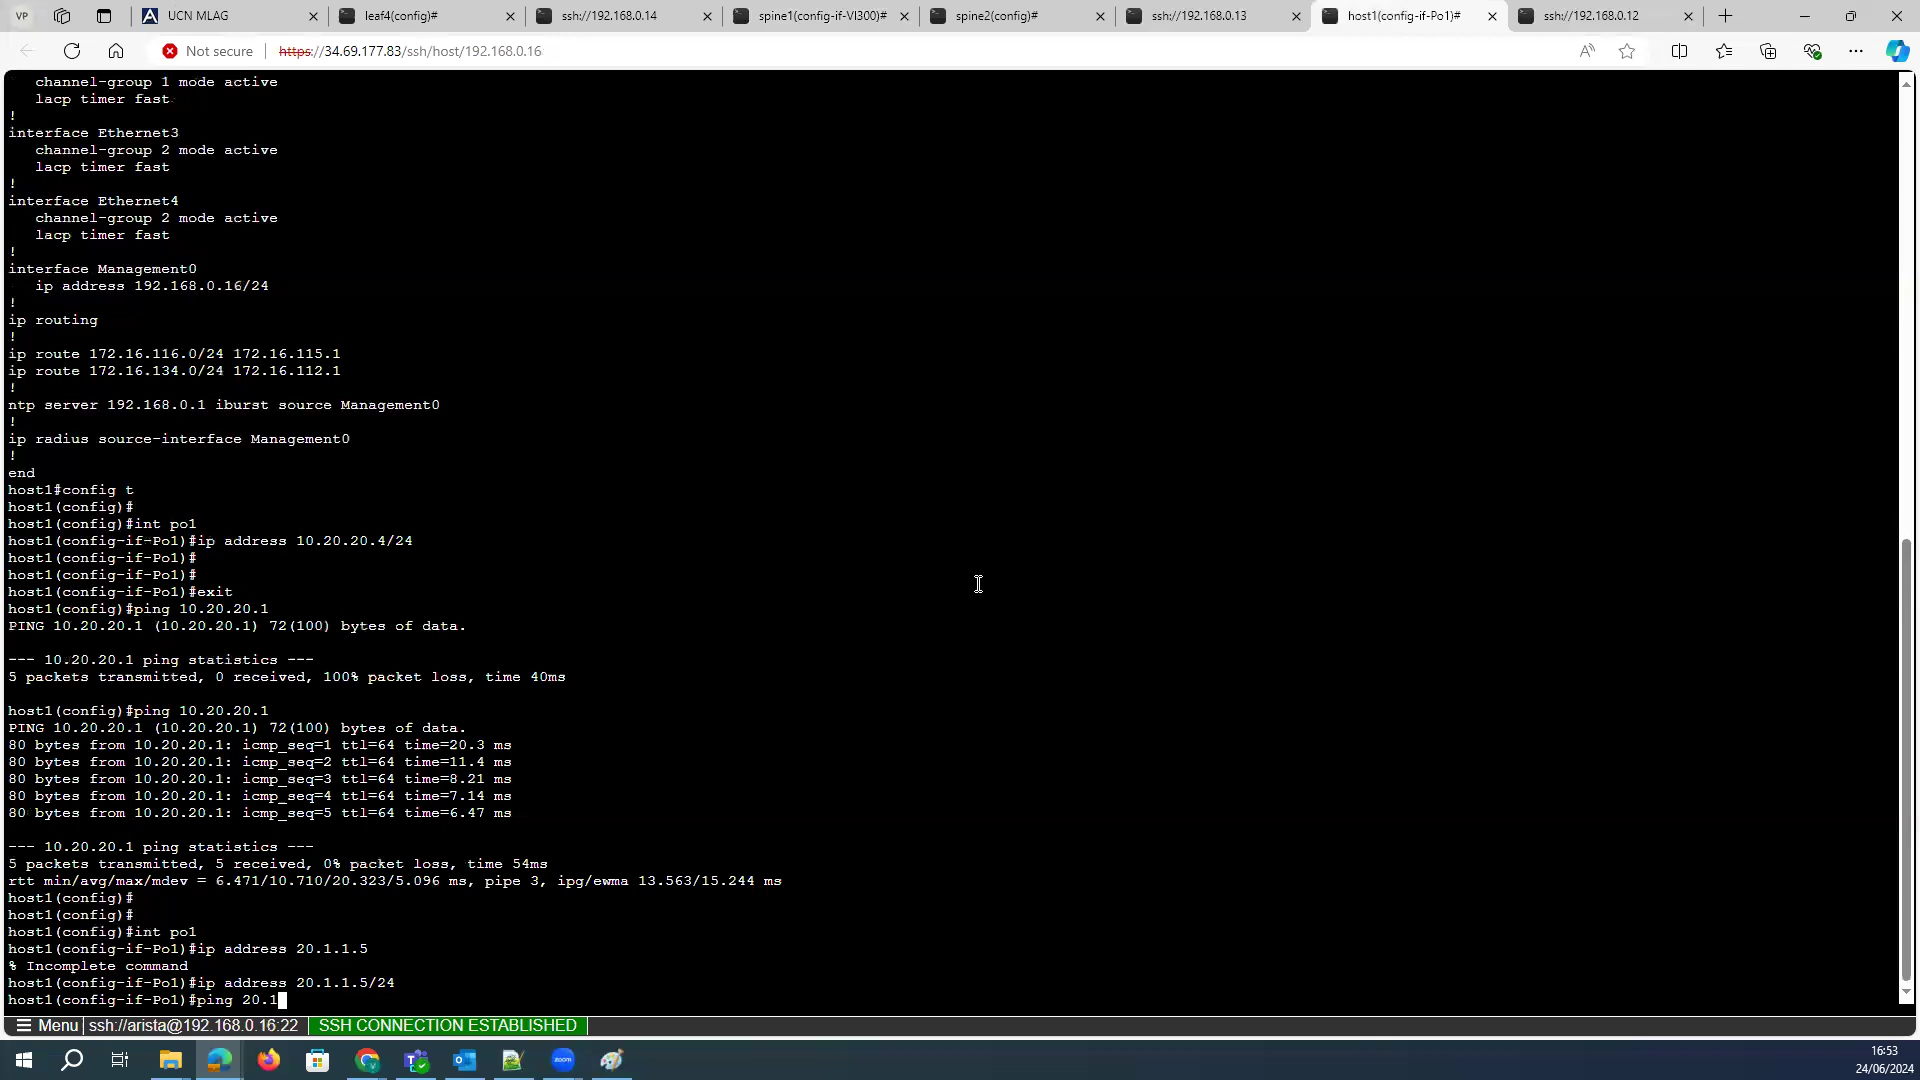 VP
UCN MLAG
leaf4(config)#
ssh://192.168.0.14
spine1(config-if-Vl300)#
spine2(config)#
ssh://192.168.0.13
host1(config-if-Po1)#
ssh://192.168.0.12
Not secure
https://34.69.177.83/ssh/host/192.168.0.16
channel-group 1 mode active
lacp timer fast
!
interface Ethernet3
channel-group 2 mode active
lacp timer fast
!
interface Ethernet4
channel-group 2 mode active
lacp timer fast
!
interface Management0
ip address 192.168.0.16/24
!
ip routing
!
ip route 172.16.116.0/24 172.16.115.1
ip route 172.16.134.0/24 172.16.112.1
!
ntp server 192.168.0.1 iburst source Management0
!
ip radius source-interface Management0
!
end
host1#config t
host1(config)#
host1(config)#int po1
host1(config-if-Po1)#ip address 10.20.20.4/24
host1(config-if-Po1)#
host1(config-if-Po1)#
host1(config-if-Po1)#exit
host1(config)#ping 10.20.20.1
PING 10.20.20.1 (10.20.20.1) 72(100) bytes of data.
--- 10.20.20.1 ping statistics ---
5 packets transmitted, 0 received, 100% packet loss, time 40ms
host1(config)#ping 10.20.20.1
PING 10.20.20.1 (10.20.20.1) 72(100) bytes of data.
80 bytes from 10.20.20.1: icmp_seq=1 ttl=64 time=20.3 ms
80 bytes from 10.20.20.1: icmp_seq=2 ttl=64 time=11.4 ms
80 bytes from 10.20.20.1: icmp_seq=3 ttl=64 time=8.21 ms
80 bytes from 10.20.20.1: icmp_seq=4 ttl=64 time=7.14 ms
80 bytes from 10.20.20.1: icmp_seq=5 ttl=64 time=6.47 ms
--- 10.20.20.1 ping statistics ---
5 packets transmitted, 5 received, 0% packet loss, time 54ms
rtt min/avg/max/mdev = 6.471/10.710/20.323/5.096 ms, pipe 3, ipg/ewma 13.563/15.244 ms
host1(config)#
host1(config)#
host1(config)#int po1
host1(config-if-Po1)#ip address 20.1.1.5
% Incomplete command
host1(config-if-Po1)#ip address 20.1.1.5/24
host1(config-if-Po1)#ping 20.1
Menu ssh://arista@192.168.0.16:22 SSH CONNECTION ESTABLISHED
zoom
16:53
24/06/2024